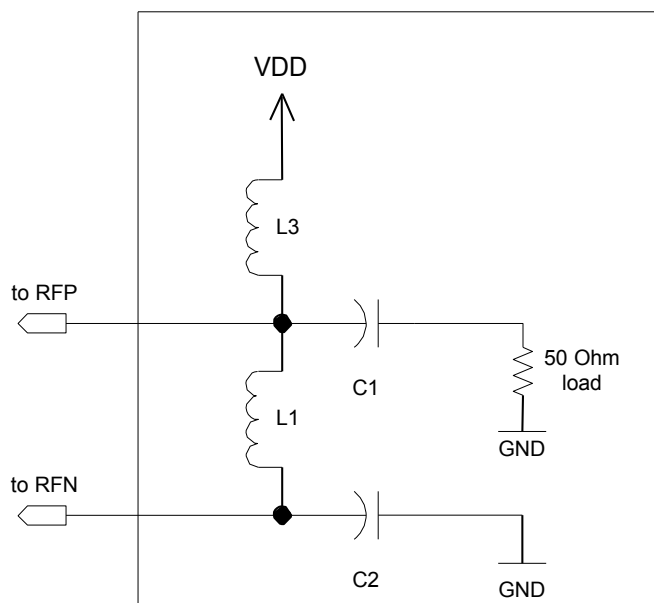 VDD
L3
to RFP
C1
50 Ohm
load
L1
GND
to RFN
C2
GND